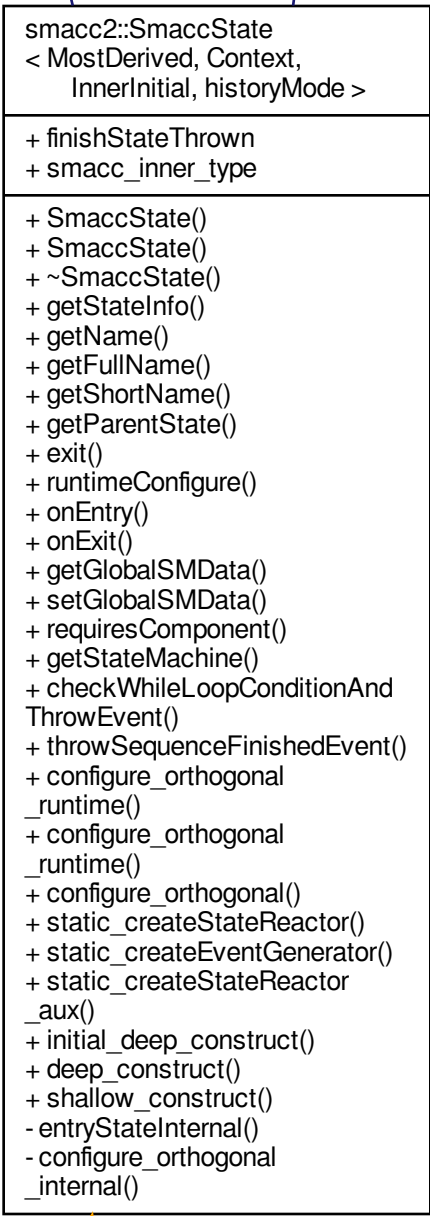 smacc2::SmaccState
< MostDerived, Context,
InnerInitial, historyMode >
+ finishStateThrown
+ smacc_inner_type
+ SmaccState()
+ SmaccState()
+ ~SmaccState()
+ getStateInfo()
+ getName()
+ getFullName()
+ getShortName()
+ getParentState()
+ exit()
+ runtimeConfigure()
+ onEntry()
+ onExit()
+ getGlobalSMData()
+ setGlobalSMData()
+ requiresComponent()
+ getStateMachine()
+ checkWhileLoopConditionAnd
ThrowEvent()
+ throwSequenceFinishedEvent()
+ configure_orthogonal
_runtime()
+ configure_orthogonal
_runtime()
+ configure_orthogonal()
+ static_createStateReactor()
+ static_createEventGenerator()
+ static_createStateReactor
_aux()
+ initial_deep_construct()
+ deep_construct()
+ shallow_construct()
- entryStateInternal()
- configure_orthogonal
_internal()